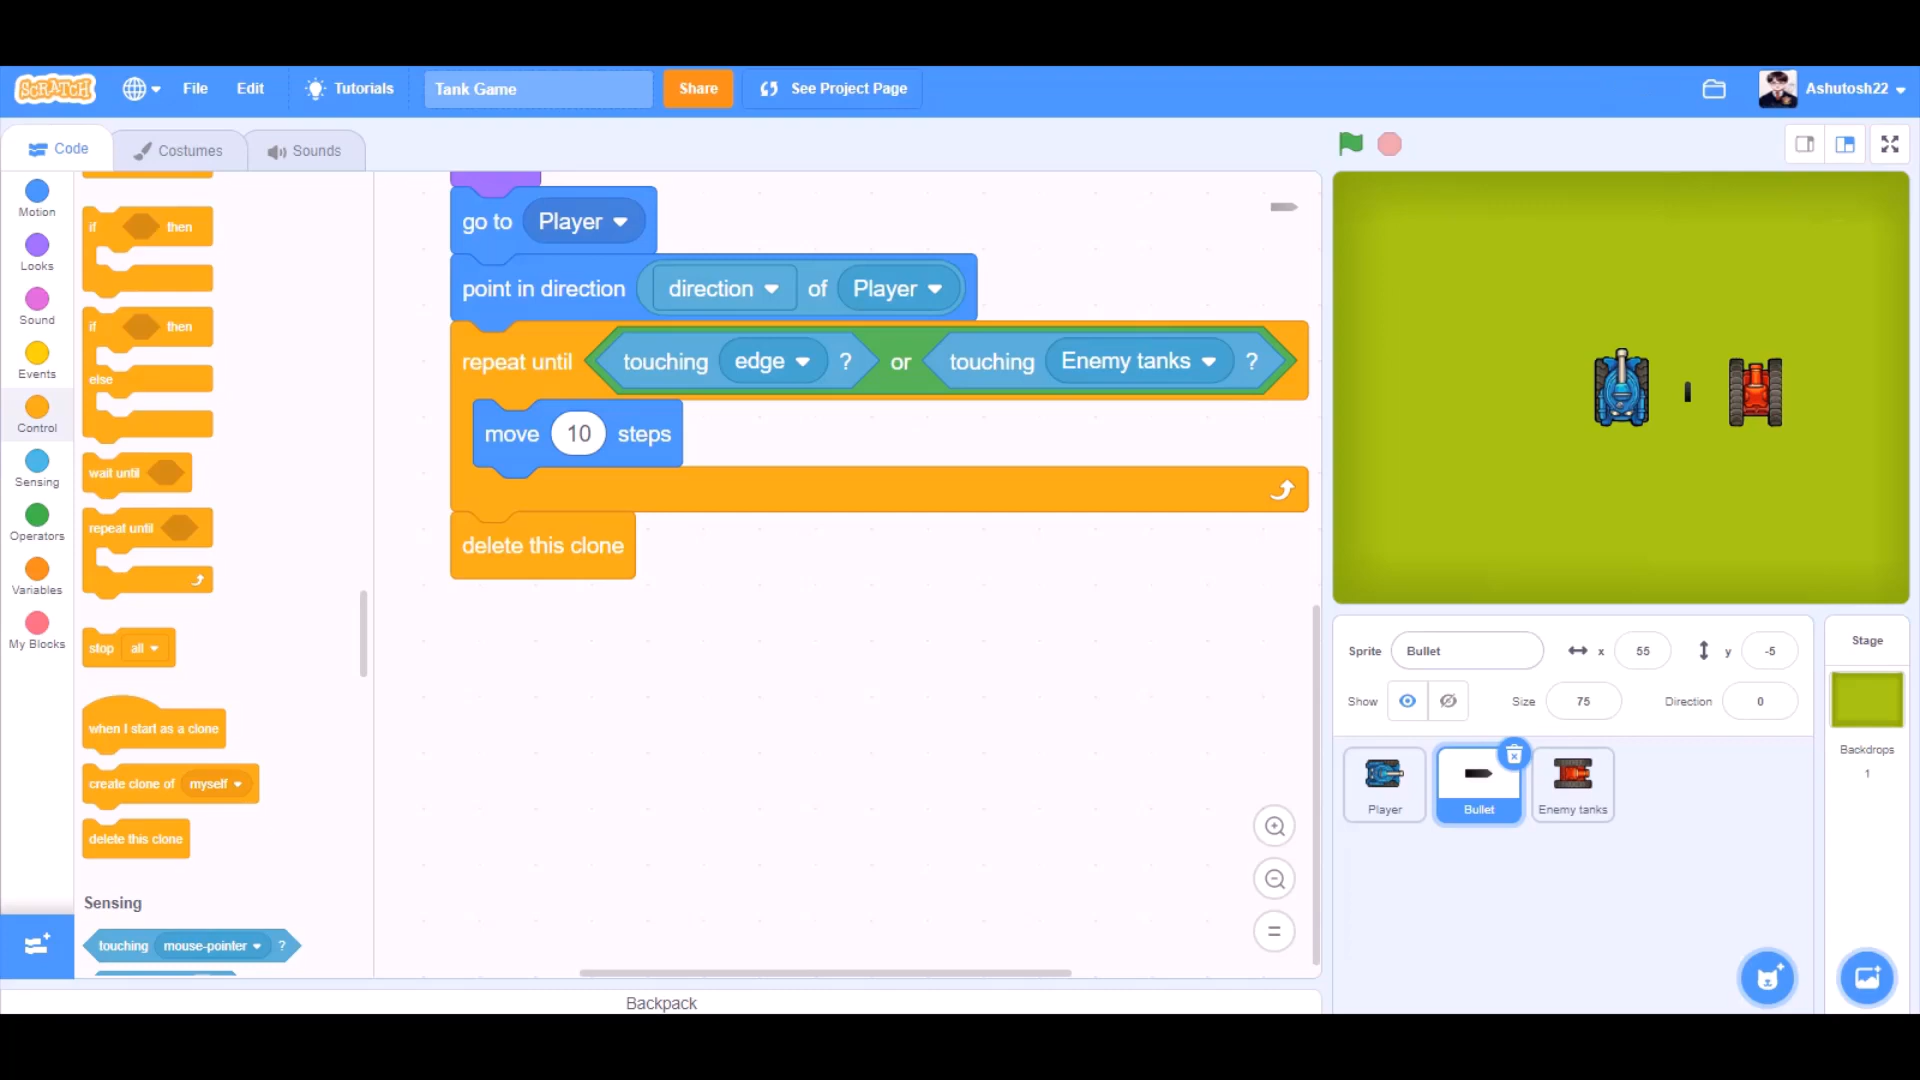 SCRATCH
File
Edit
Tutorials
Tank Game
Share
See Project Page
Ashutosh22
Code
Costumes
Sounds
Motion
Looks
Sound
Events
Control
Sensing
Operators
Variables
My Blocks
if then
if then
else
wait until
repeat until
stop all
when I start as a clone
create clone of myself
delete this clone
Sensing
touching mouse-pointer ?
go to Player
point in direction direction of Player
repeat until touching edge ? or touching Enemy tanks ?
move 10 steps
delete this clone
Backpack
Sprite Bullet x 55 y -5
Show Size 75 Direction 0
Player
Bullet
Enemy tanks
Stage
Backdrops
1